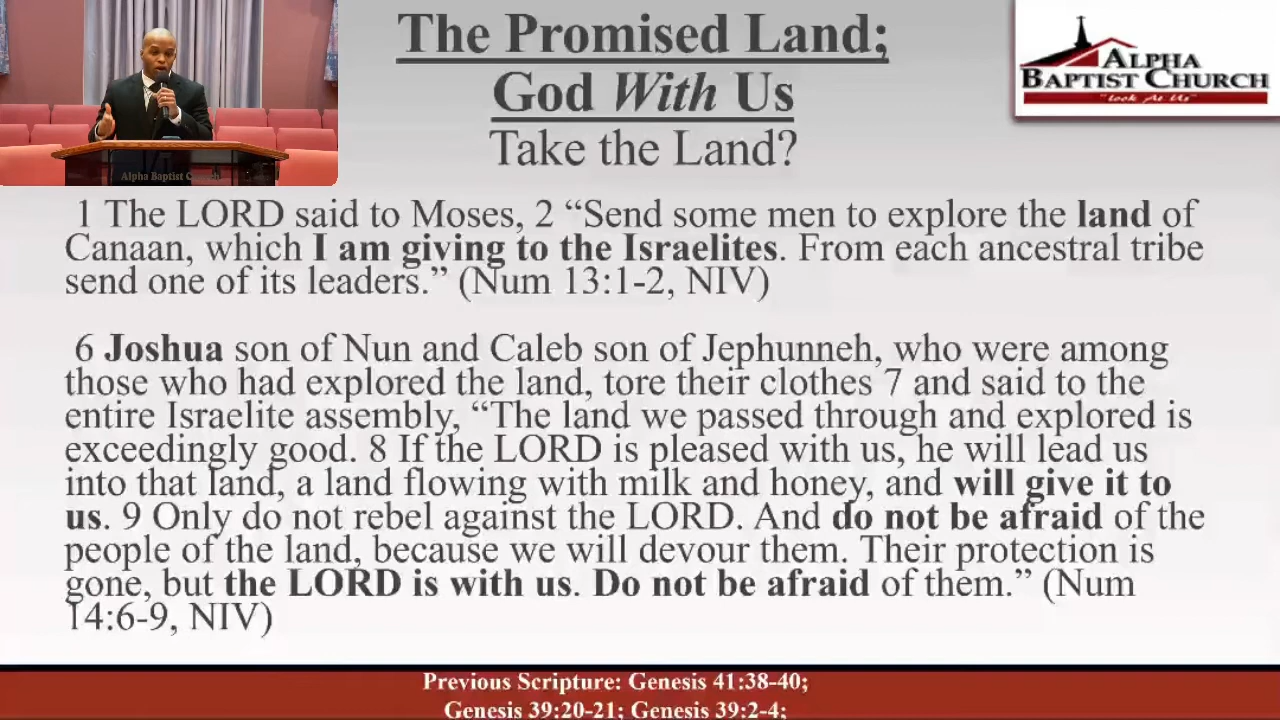 The Promised Land;
God With Us
Take the Land?
ALPHA
BAPTIST CHURCH
"Look At Us"
Alpha Baptist Church
1 The LORD said to Moses, 2 “Send some men to explore the land of
Canaan, which I am giving to the Israelites. From each ancestral tribe
send one of its leaders.” (Num 13:1-2, NIV)
6 Joshua son of Nun and Caleb son of Jephunneh, who were among
those who had explored the land, tore their clothes 7 and said to the
entire Israelite assembly, “The land we passed through and explored is
exceedingly good. 8 If the LORD is pleased with us, he will lead us
into that land, a land flowing with milk and honey, and will give it to
us. 9 Only do not rebel against the LORD. And do not be afraid of the
people of the land, because we will devour them. Their protection is
gone, but the LORD is with us. Do not be afraid of them.” (Num
14:6-9, NIV)
Previous Scripture: Genesis 41:38-40;
Genesis 39:20-21; Genesis 39:2-4;